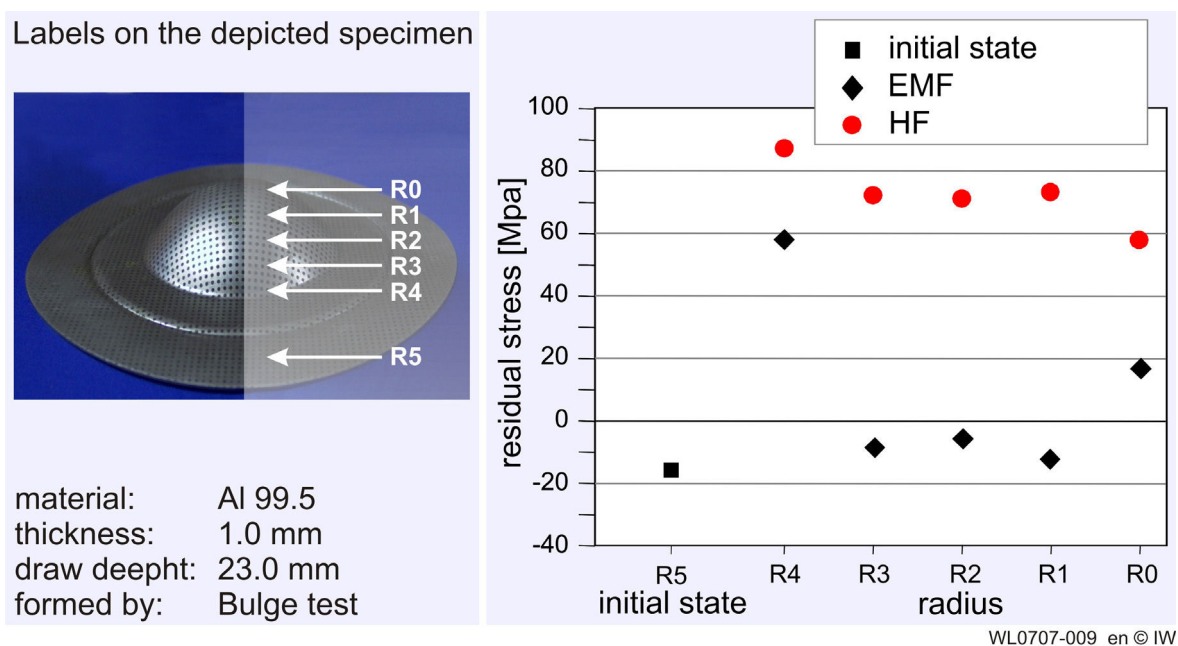 Labels on the depicted specimen
R0
R1
R2
R3
R4
R5
material: Al 99.5
thickness: 1.0 mm
draw deepht: 23.0 mm
formed by: Bulge test
initial state
EMF
HF
residual stress [Mpa]
100
80
60
40
20
0
-20
-40
R5 R4 R3 R2 R1 R0
initial state radius
WL0707-009 en © IW